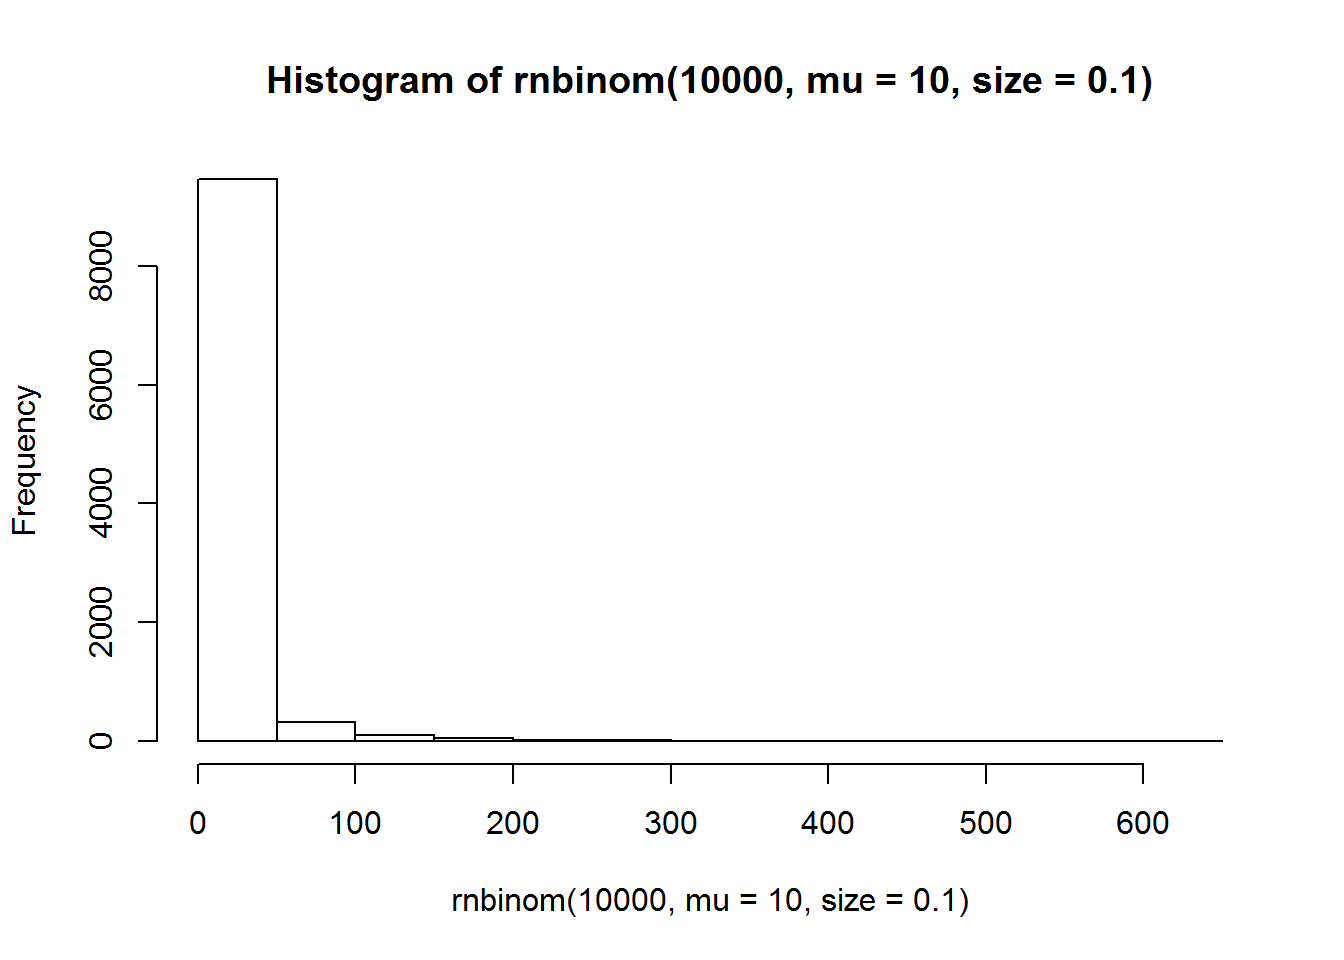 Histogram of rnbinom(10000, mu = 10, size = 0.1)
Frequency
8000
6000
4000
2000
0
0 100 200 300 400 500 600
rnbinom(10000, mu = 10, size = 0.1)